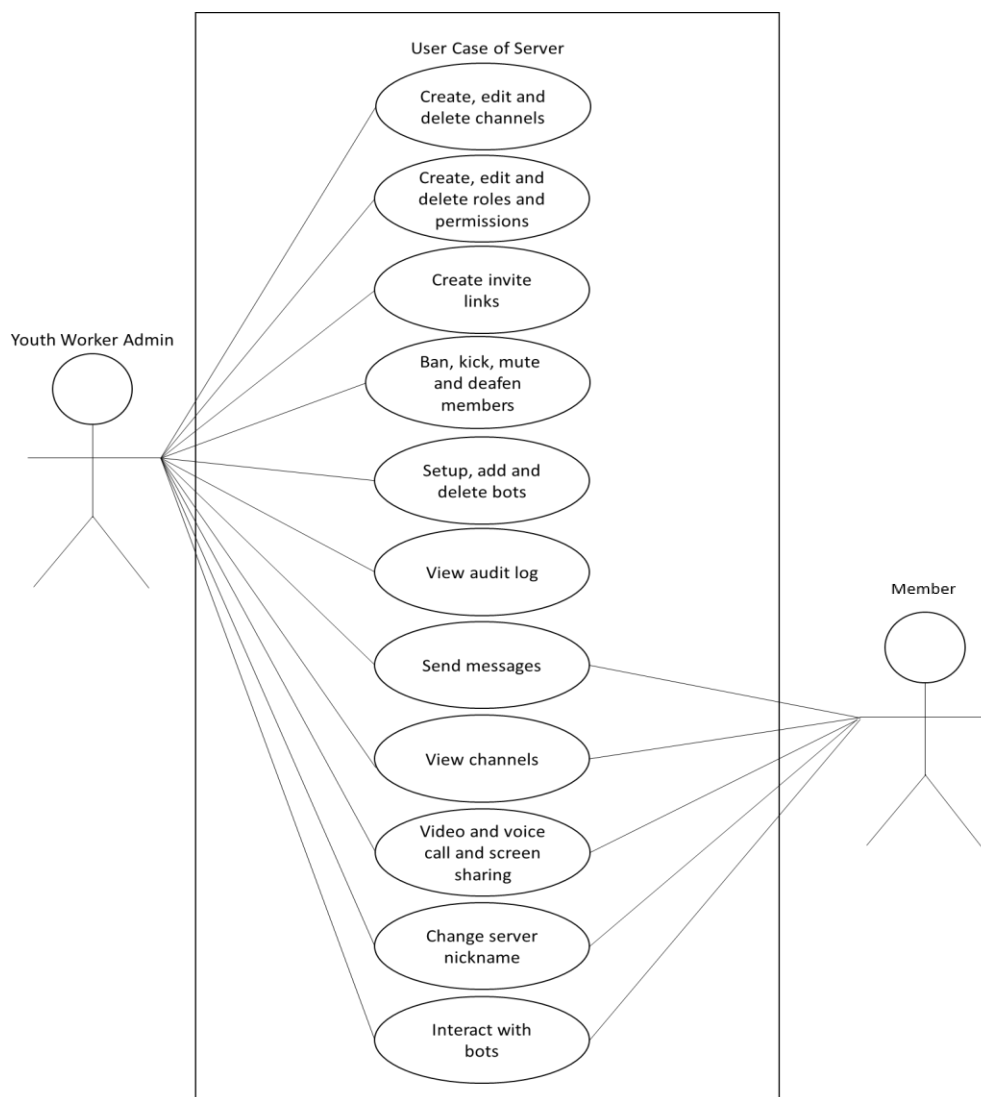 User Case of Server
Create, edit and
delete channels
Create, edit and
delete roles and
permissions
Create invite
links
Youth Worker Admin
Ban, kick, mute
and deafen
members
Setup, add and
delete bots
View audit log
Member
Send messages
View channels
Video and voice
call and screen
sharing
Change server
nickname
Interact with
bots